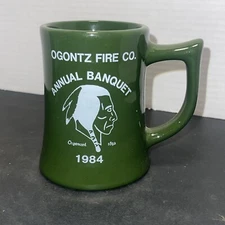 OGONTZ FIRE CO.
ANNUAL BANQUET
1984